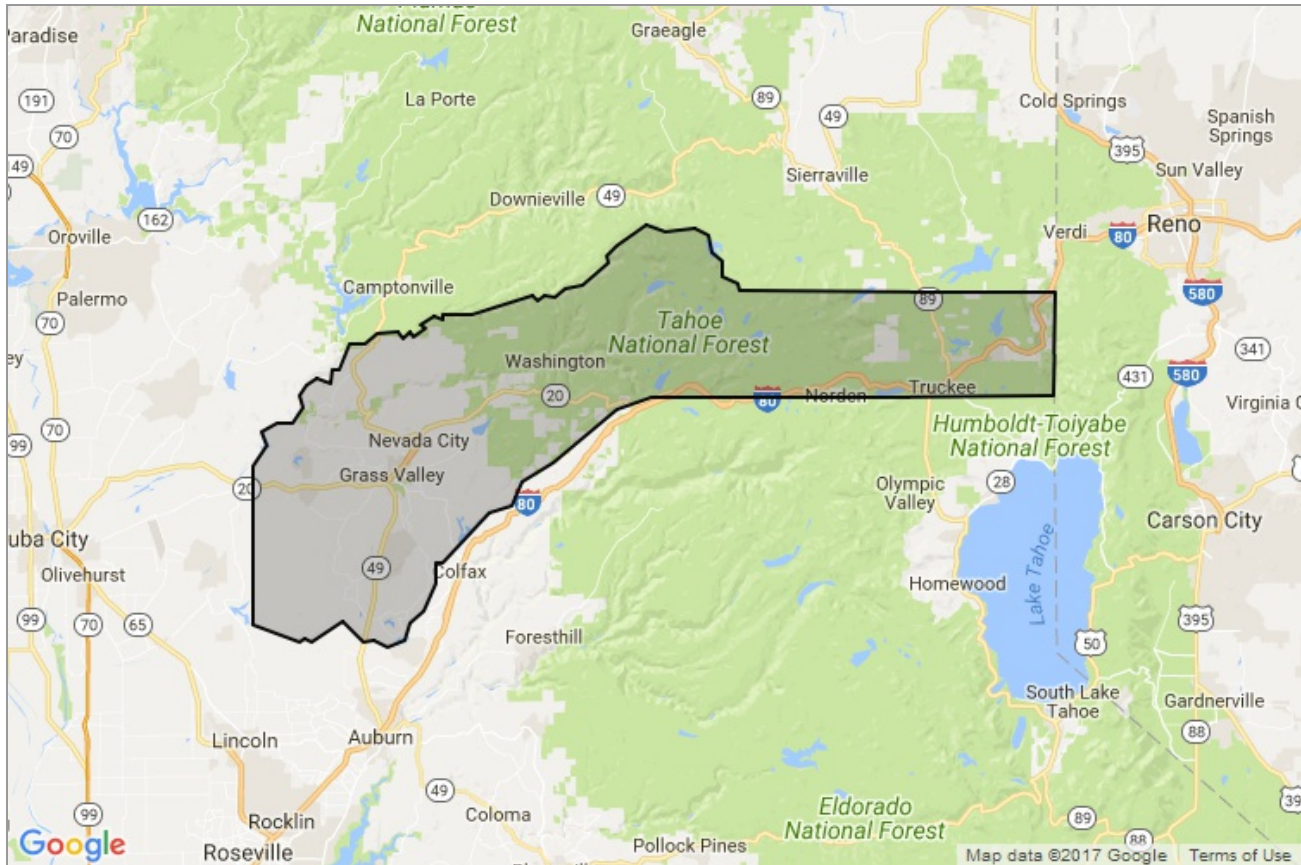 Plumas
National Forest
Graeagle
Paradise
191
70
La Porte
89
49
Cold Springs
Spanish
Springs
395
Sun Valley
49
70
162
Downieville
49
Sierraville
Oroville
Verdi
80
Reno
Palermo
Camptonville
89
580
70
Tahoe
National Forest
Washington
20
80
Norden
Truckee
431
341
580
Virginia C
Humboldt-Toiyabe
National Forest
99
70
Nevada City
Grass Valley
20
80
Olympic
Valley
28
Carson City
uba City
Olivehurst
49
Colfax
Homewood
Lake Tahoe
99
70
65
Foresthill
50
395
South Lake
Tahoe
Gardnerville
88
Lincoln
Auburn
49
Coloma
99
Rocklin
Roseville
Eldorado
National Forest
Pollock Pines
89
88
395
Google
Map data ©2017 Google
Terms of Use